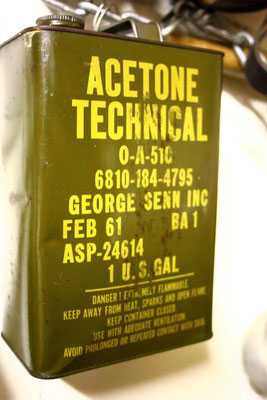 ACETONE
TECHNICAL
O-A-51C
6810-184-4795
GEORGE SENN INC
FEB 61 BA 1
ASP-24614
1 U.S. GAL
DANGER! EXTREMELY FLAMMABLE.
KEEP AWAY FROM HEAT, SPARKS AND OPEN FLAME.
KEEP CONTAINER CLOSED.
USE WITH ADEQUATE VENTILATION.
AVOID PROLONGED OR REPEATED CONTACT WITH SKIN.